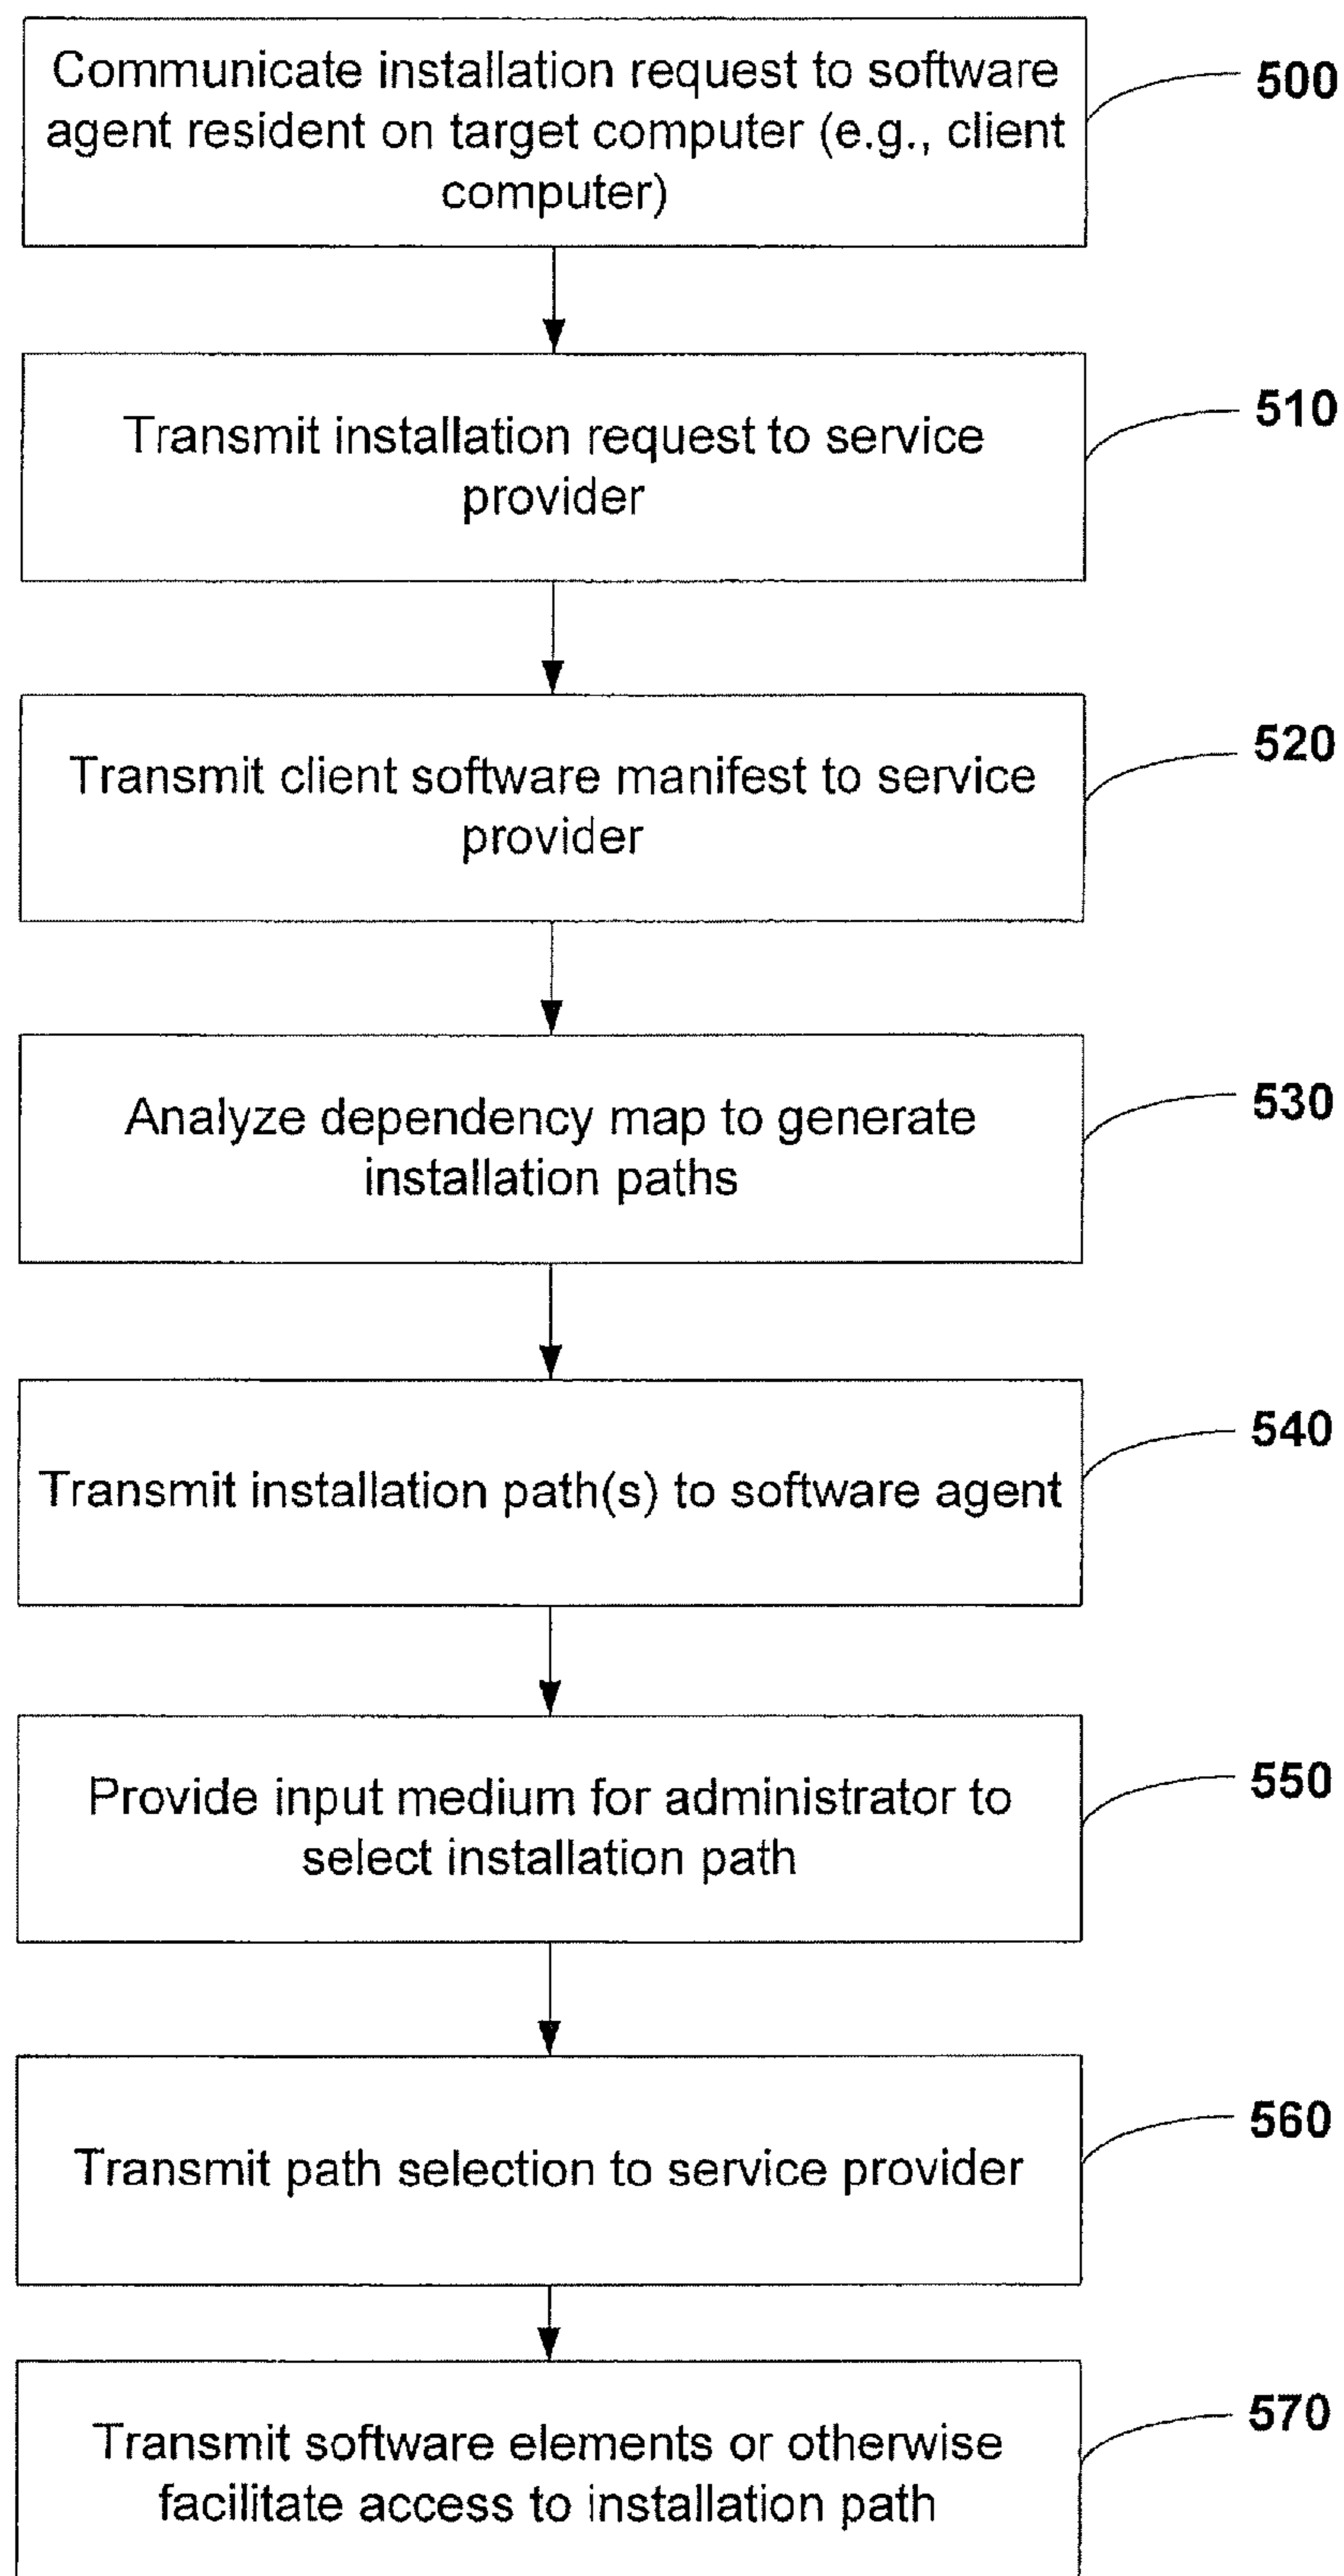 Communicate installation request to software
agent resident on target computer (e.g., client
computer)
500
Transmit installation request to service
provider
510
Transmit client software manifest to service
provider
520
Analyze dependency map to generate
installation paths
530
Transmit installation path(s) to software agent
540
Provide input medium for administrator to
select installation path
550
Transmit path selection to service provider
560
Transmit software elements or otherwise
facilitate access to installation path
570